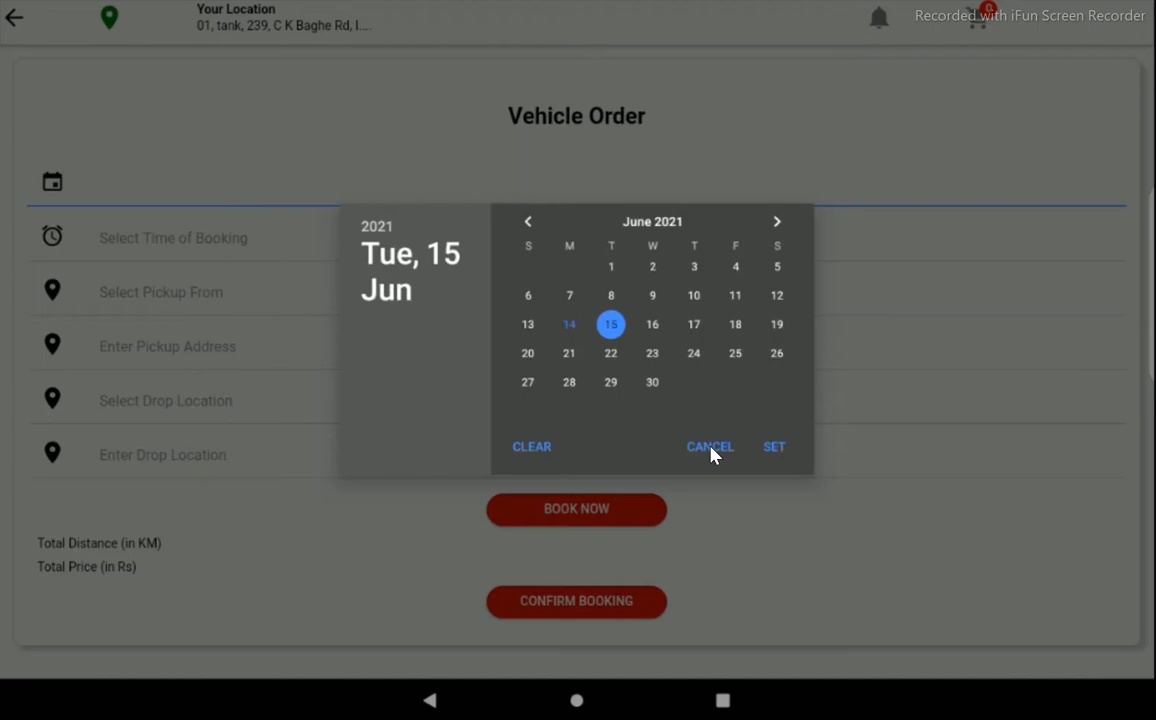 Your Location
01, tank, 239, C K Baghe Rd, I....
Recorded with iFun Screen Recorder
0
Vehicle Order
Select Time of Booking
Select Pickup From
Enter Pickup Address
Select Drop Location
Enter Drop Location
2021
Tue, 15
Jun
June 2021
S M T W T F S
1 2 3 4 5
6 7 8 9 10 11 12
13 14 15 16 17 18 19
20 21 22 23 24 25 26
27 28 29 30
CLEAR CANCEL SET
BOOK NOW
Total Distance (in KM)
Total Price (in Rs)
CONFIRM BOOKING